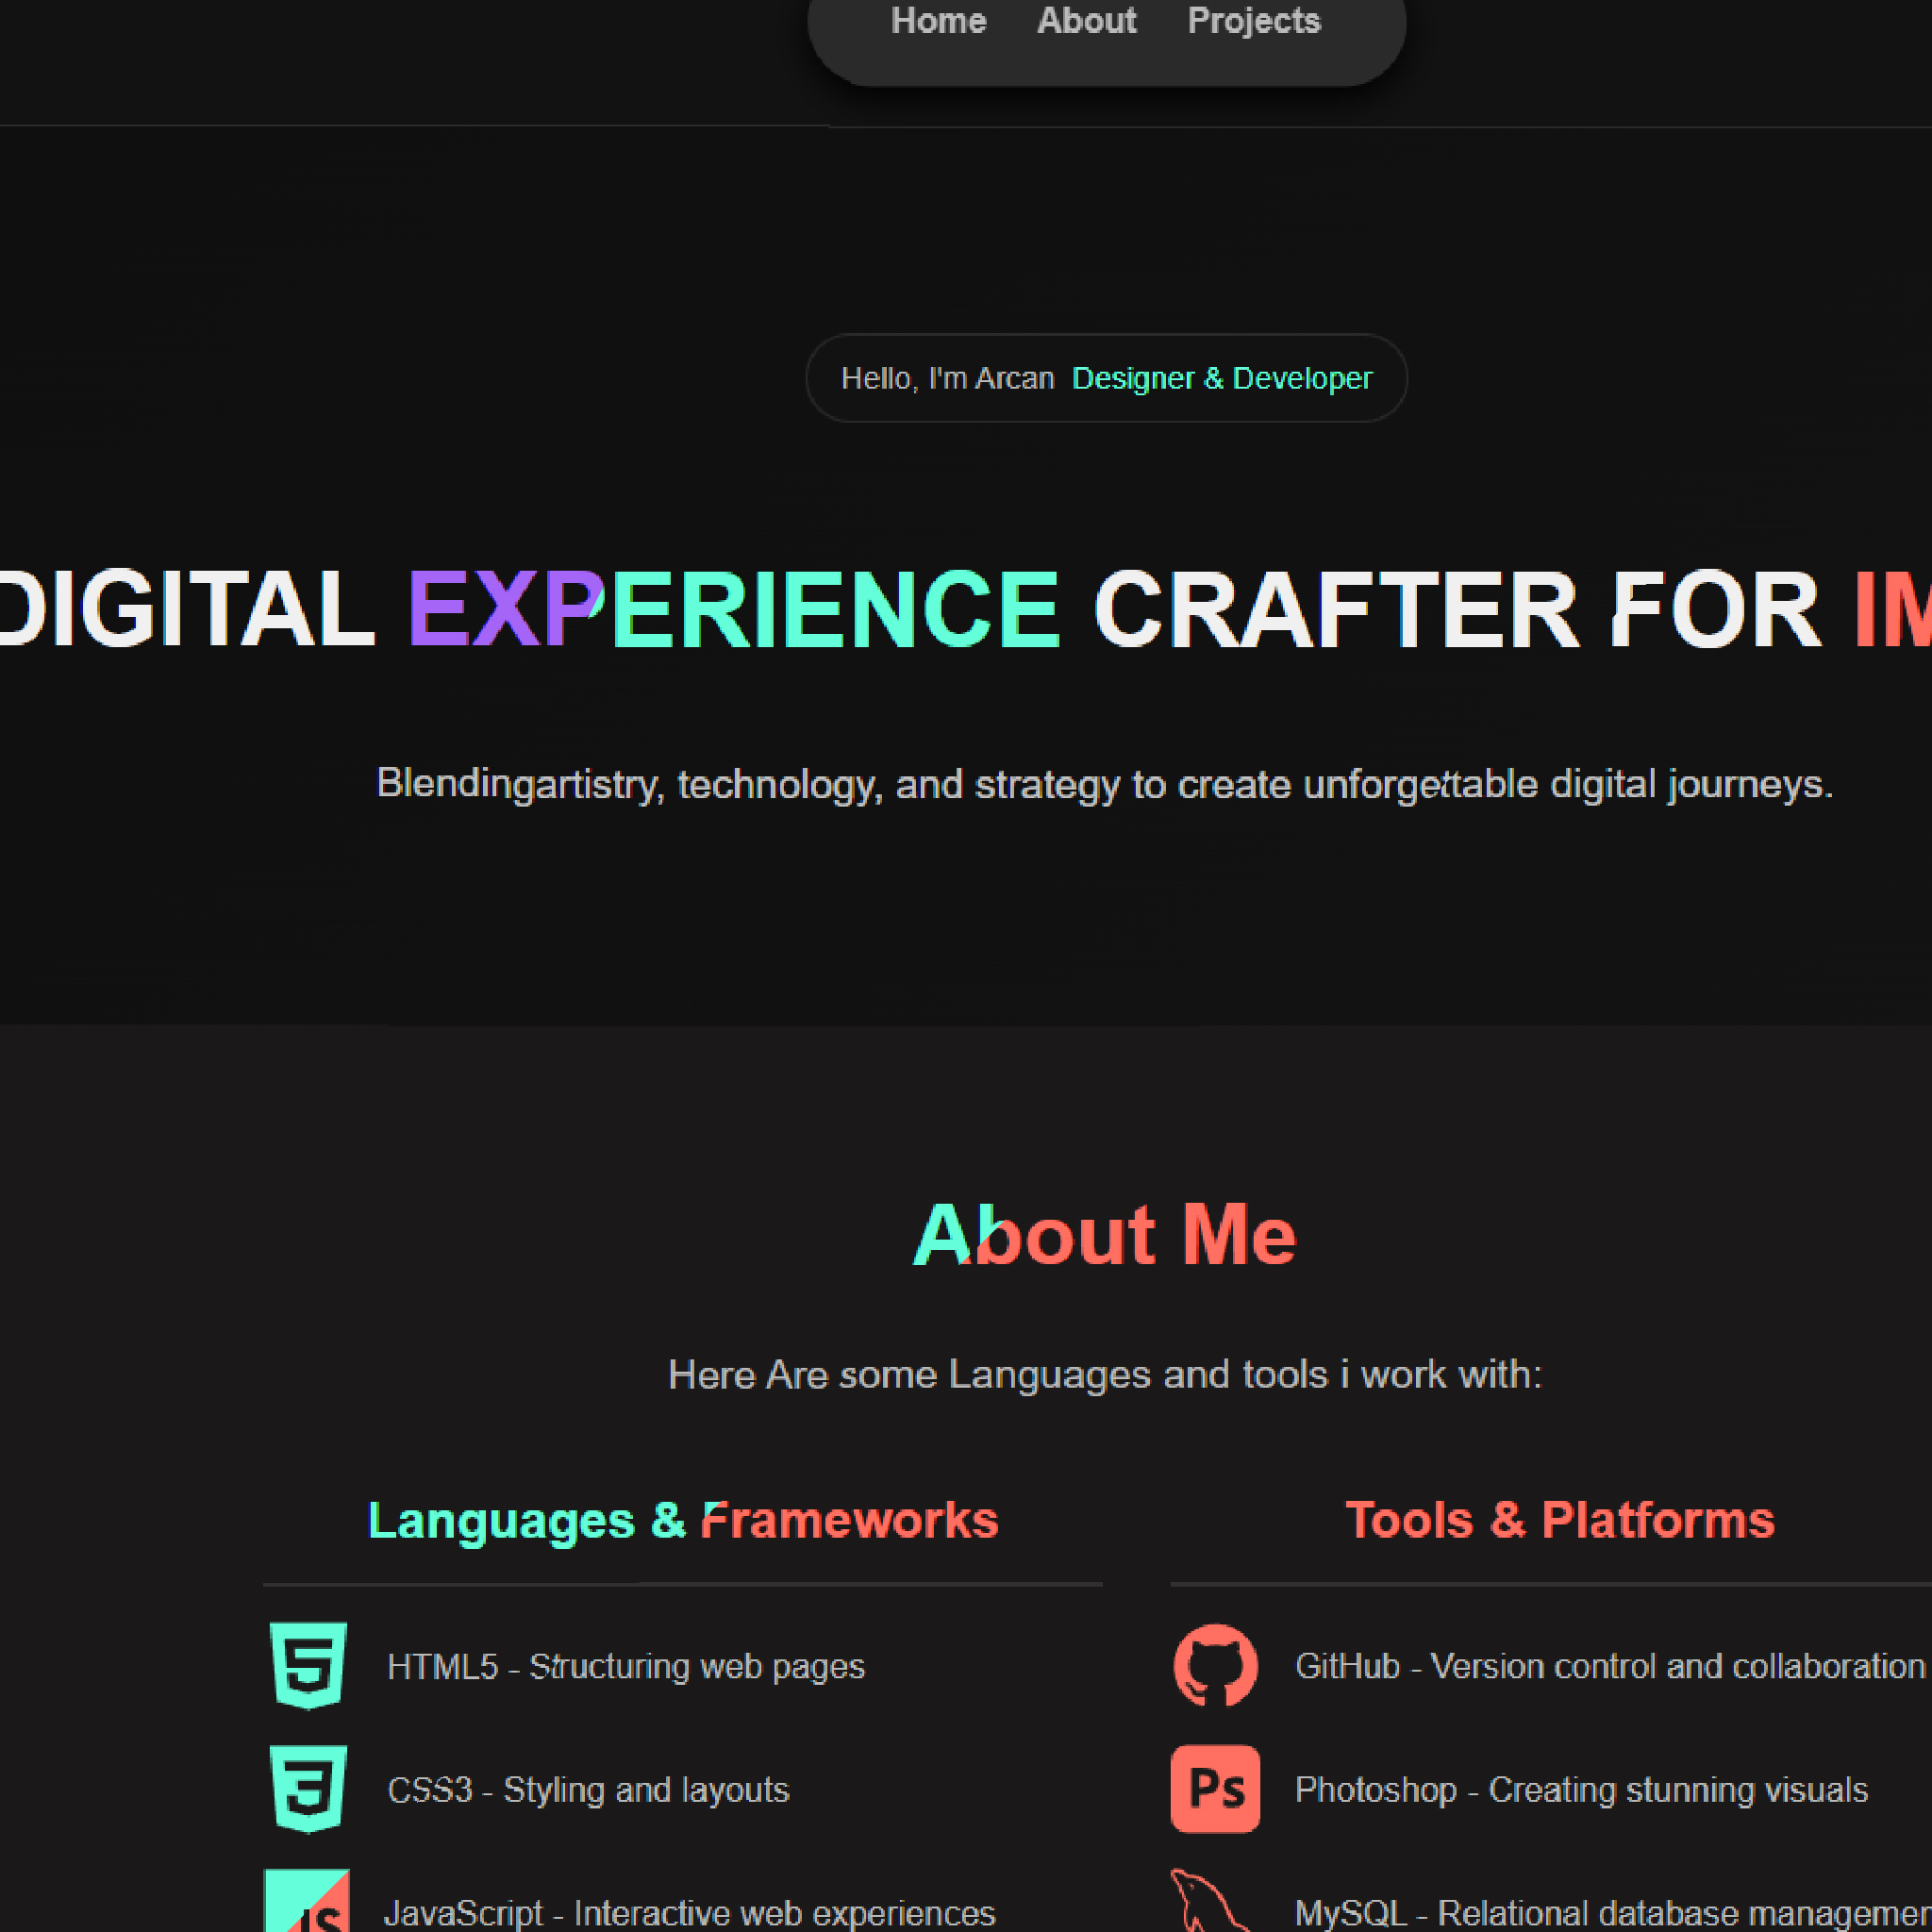 Home About Projects
Hello, I'm Arcan Designer & Developer
DIGITAL EXPERIENCE CRAFTER FOR IM
Blendingartistry, technology, and strategy to create unforgettable digital journeys.
About Me
Here Are some Languages and tools i work with:
Languages & Frameworks
Tools & Platforms
5 HTML5 - Structuring web pages
GitHub - Version control and collaboration
3 CSS3 - Styling and layouts
Ps Photoshop - Creating stunning visuals
JS JavaScript - Interactive web experiences
MySQL - Relational database managemen